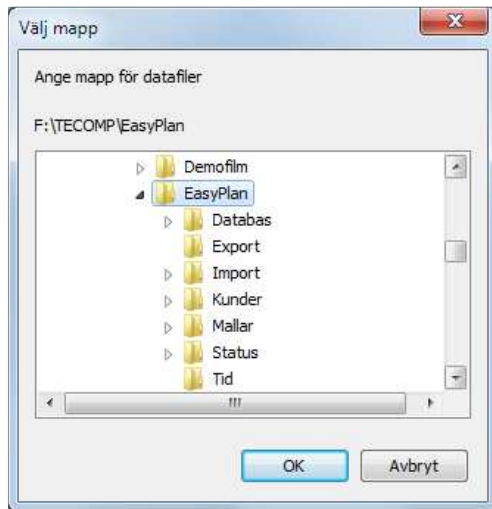 Välj mapp
Ange mapp för datafiler
F:\TECOMP\EasyPlan
Demofilm
EasyPlan
Databas
Export
Import
Kunder
Mallar
Status
Tid
OK Avbryt